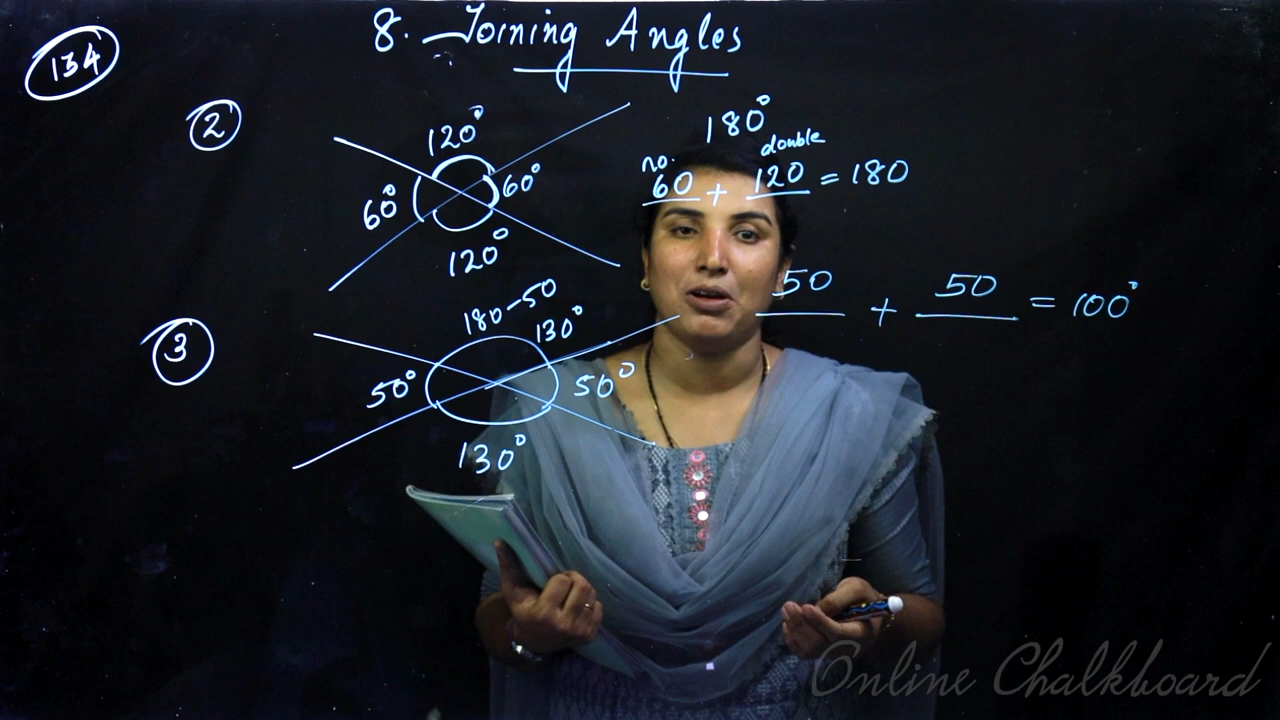 134
8. Joining Angles
2
120°
60°
60°
120°
180°
no. double
60 + 120 = 180
3
180-50
130°
50°
50°
130°
50 + 50 = 100°
Online Chalkboard